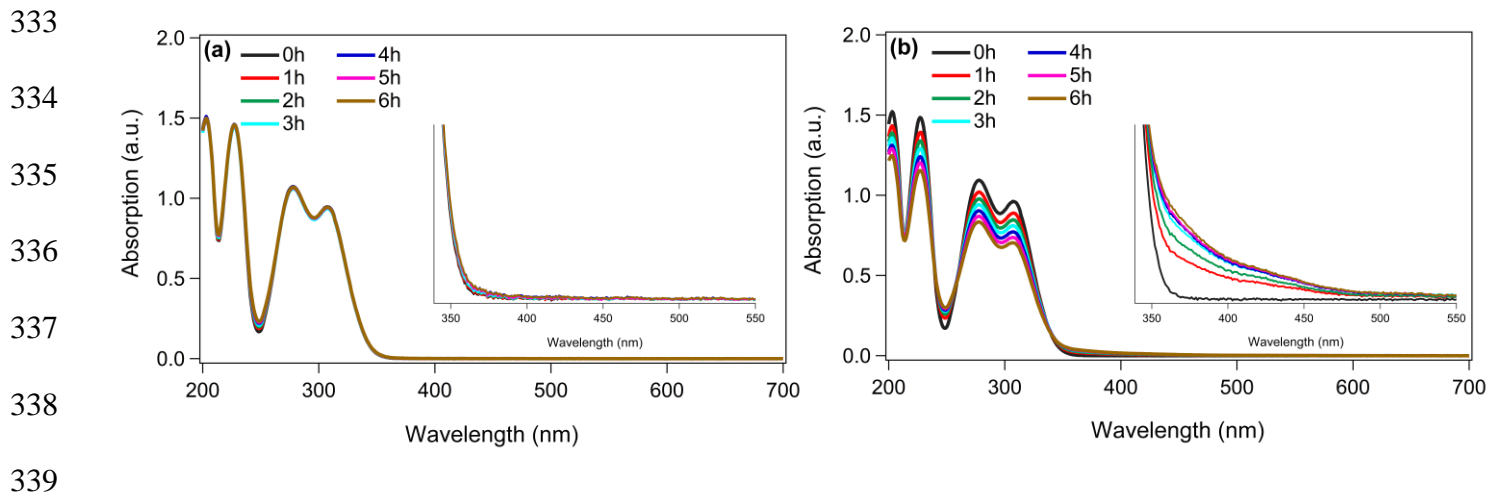 333
334
335
336
337
338
339
(a)
0h
1h
2h
3h
4h
5h
6h
2.0
1.5
1.0
0.5
0.0
Absorption (a.u.)
350 400 450 500 550
Wavelength (nm)
200 300 400 500 600 700
Wavelength (nm)
(b)
0h
1h
2h
3h
4h
5h
6h
2.0
1.5
1.0
0.5
0.0
Absorption (a.u.)
350 400 450 500 550
Wavelength (nm)
200 300 400 500 600 700
Wavelength (nm)